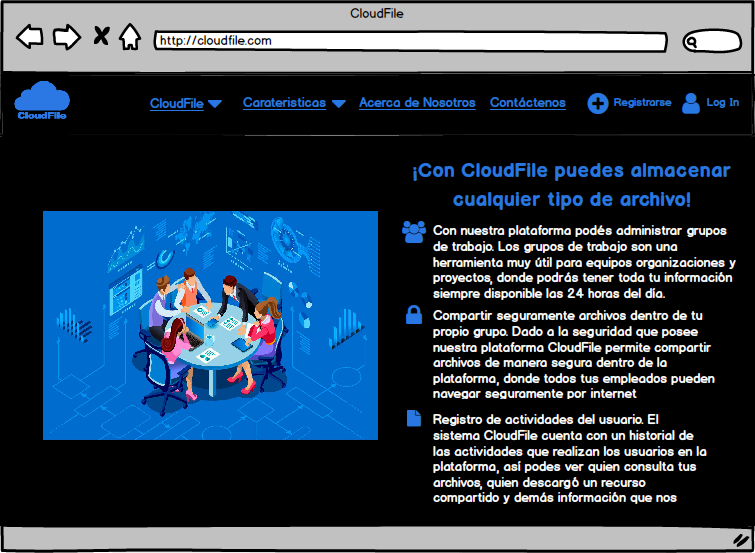 CloudFile
http://cloudfile.com
CloudFile
CloudFile
Carateristicas
Acerca de Nosotros
Contáctenos
Registrarse
Log In
¡Con CloudFile puedes almacenar
cualquier tipo de archivo!
Con nuestra plataforma podés administrar grupos
de trabajo. Los grupos de trabajo son una
herramienta muy útil para equipos organizaciones y
proyectos, donde podrás tener toda tu información
siempre disponible las 24 horas del día.
Compartir seguramente archivos dentro de tu
propio grupo. Dado a la seguridad que posee
nuestra plataforma CloudFile permite compartir
archivos de manera segura dentro de la
plataforma, donde todos tus empleados pueden
navegar seguramente por internet
Registro de actividades del usuario. El
sistema CloudFile cuenta con un historial de
las actividades que realizan los usuarios en la
plataforma, así podes ver quien consulta tus
archivos, quien descargó un recurso
compartido y demás información que nos